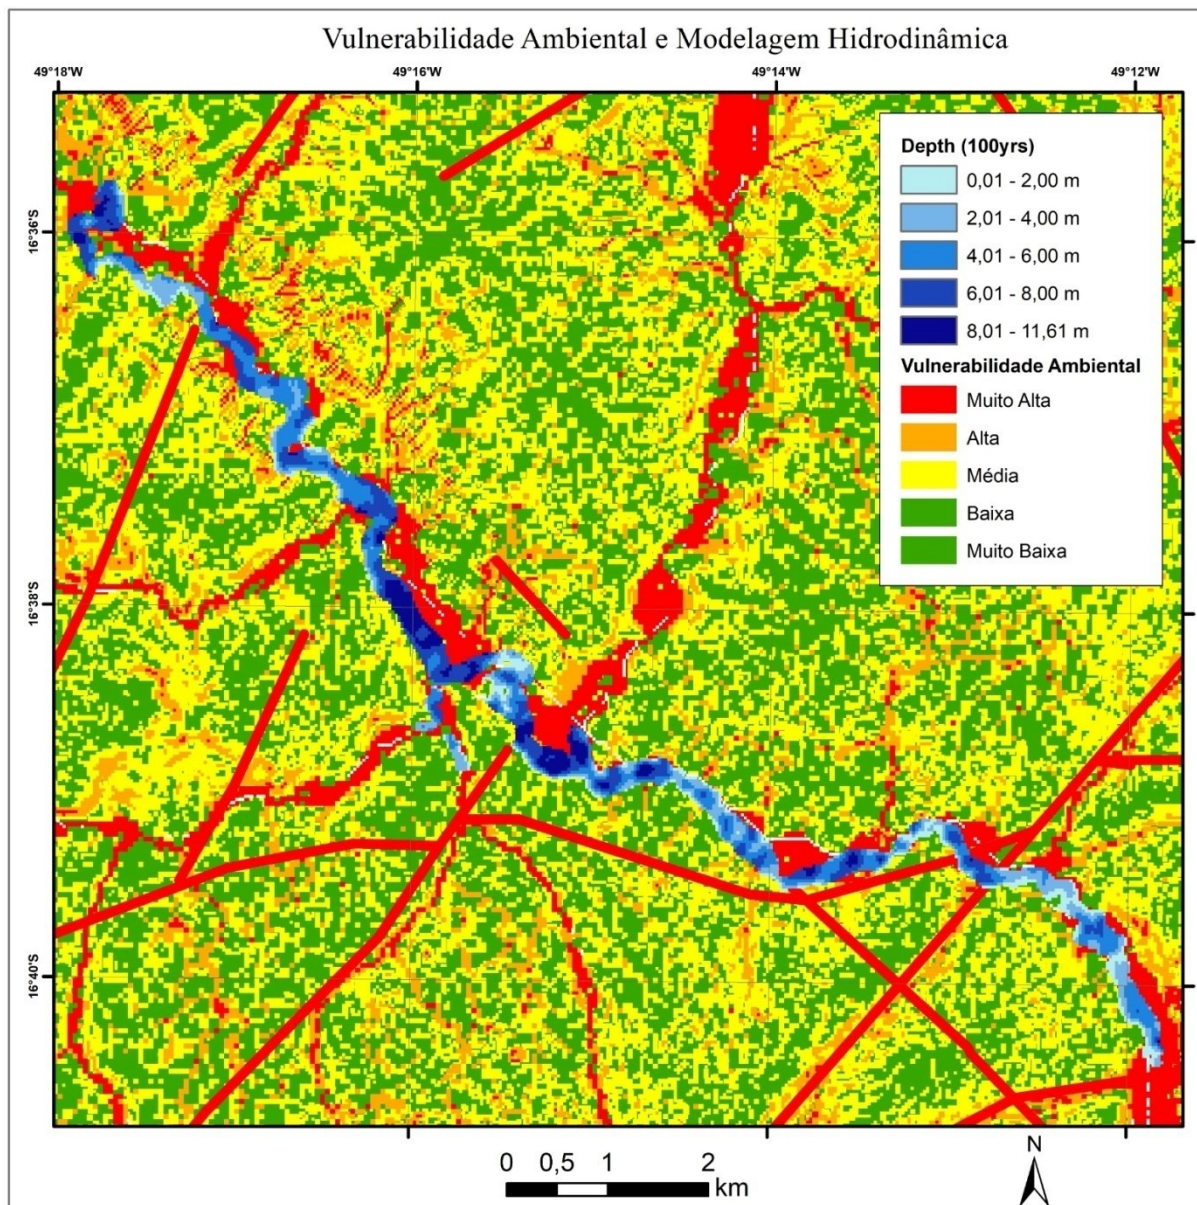 Vulnerabilidade Ambiental e Modelagem Hidrodinâmica
49°18'W 49°16'W 49°14'W 49°12'W
Depth (100yrs)
0,01 - 2,00 m
2,01 - 4,00 m
4,01 - 6,00 m
6,01 - 8,00 m
8,01 - 11,61 m
Vulnerabilidade Ambiental
Muito Alta
Alta
Média
Baixa
Muito Baixa
16°36'S
16°38'S
16°40'S
0 0,5 1 2
km
N